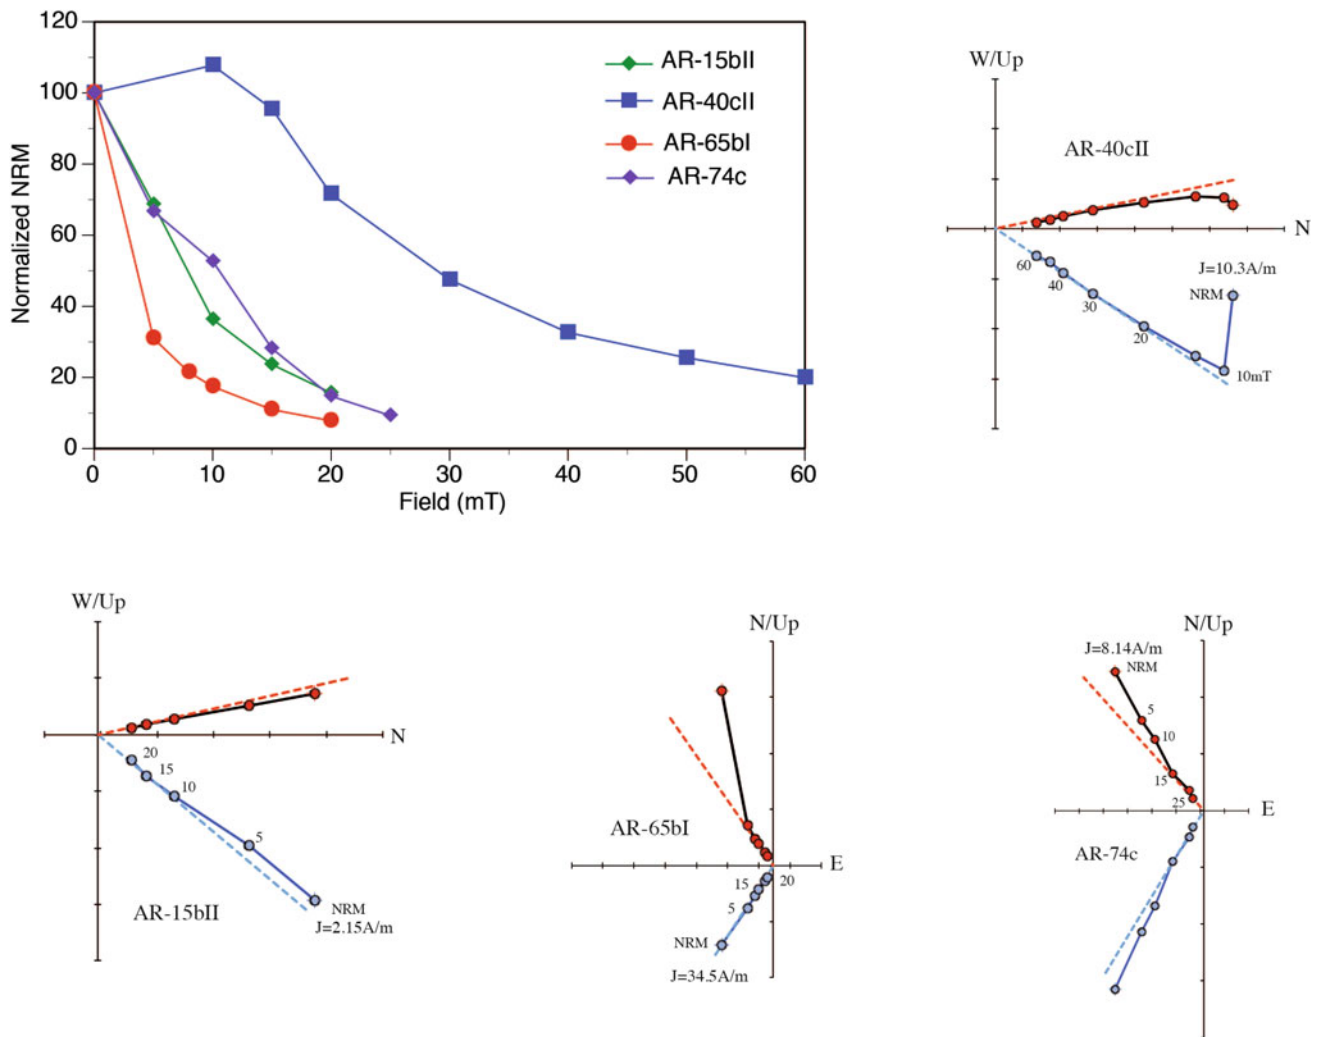 120
100
80
60
40
20
0
Normalized NRM
0
10
20
30
40
50
60
Field (mT)
AR-15bII
AR-40cII
AR-65bI
AR-74c
W/Up
AR-40cII
N
J=10.3A/m
NRM
60
40
30
20
10mT
W/Up
N
20
15
10
5
AR-15bII
NRM
J=2.15A/m
N/Up
AR-65bI
E
15
20
5
NRM
J=34.5A/m
N/Up
J=8.14A/m
NRM
5
10
15
25
E
AR-74c